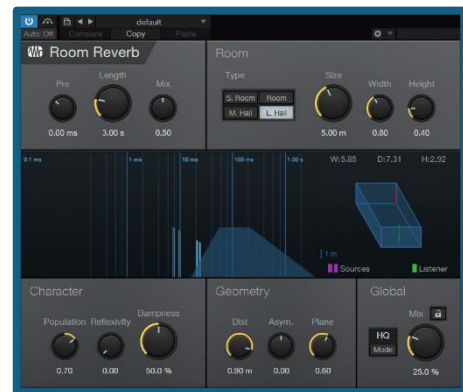 default
Auto: Off Compare Copy Paste
Room Reverb
Pre Length Mix
0.00 ms 3.00 s 0.50
Room
Type Size Width Height
S. Room Room
M. Hall L. Hall
5.00 m 0.80 0.40
0.1 ms 1 ms 10 ms 100 ms 1.00 s W:5.85 D:7.31 H:2.92
1 m
Sources Listener
Character
Population Reflexivity Dampness
0.70 0.00 50.0 %
Geometry
Dist Asym. Plane
0.90 m 0.00 0.60
Global
Mix
HQ
Mode
25.0 %